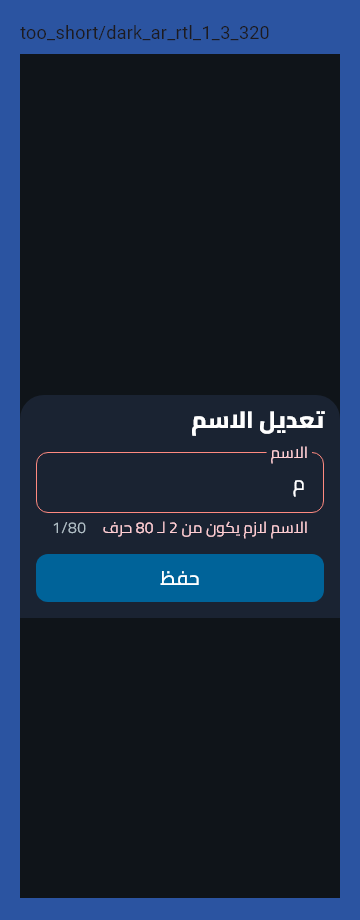 too_short/dark_ar_rtl_1_3_320
تعديل الاسم
الاسم
م
الاسم لازم يكون من 2 لـ 80 حرف 1/80
حفظ